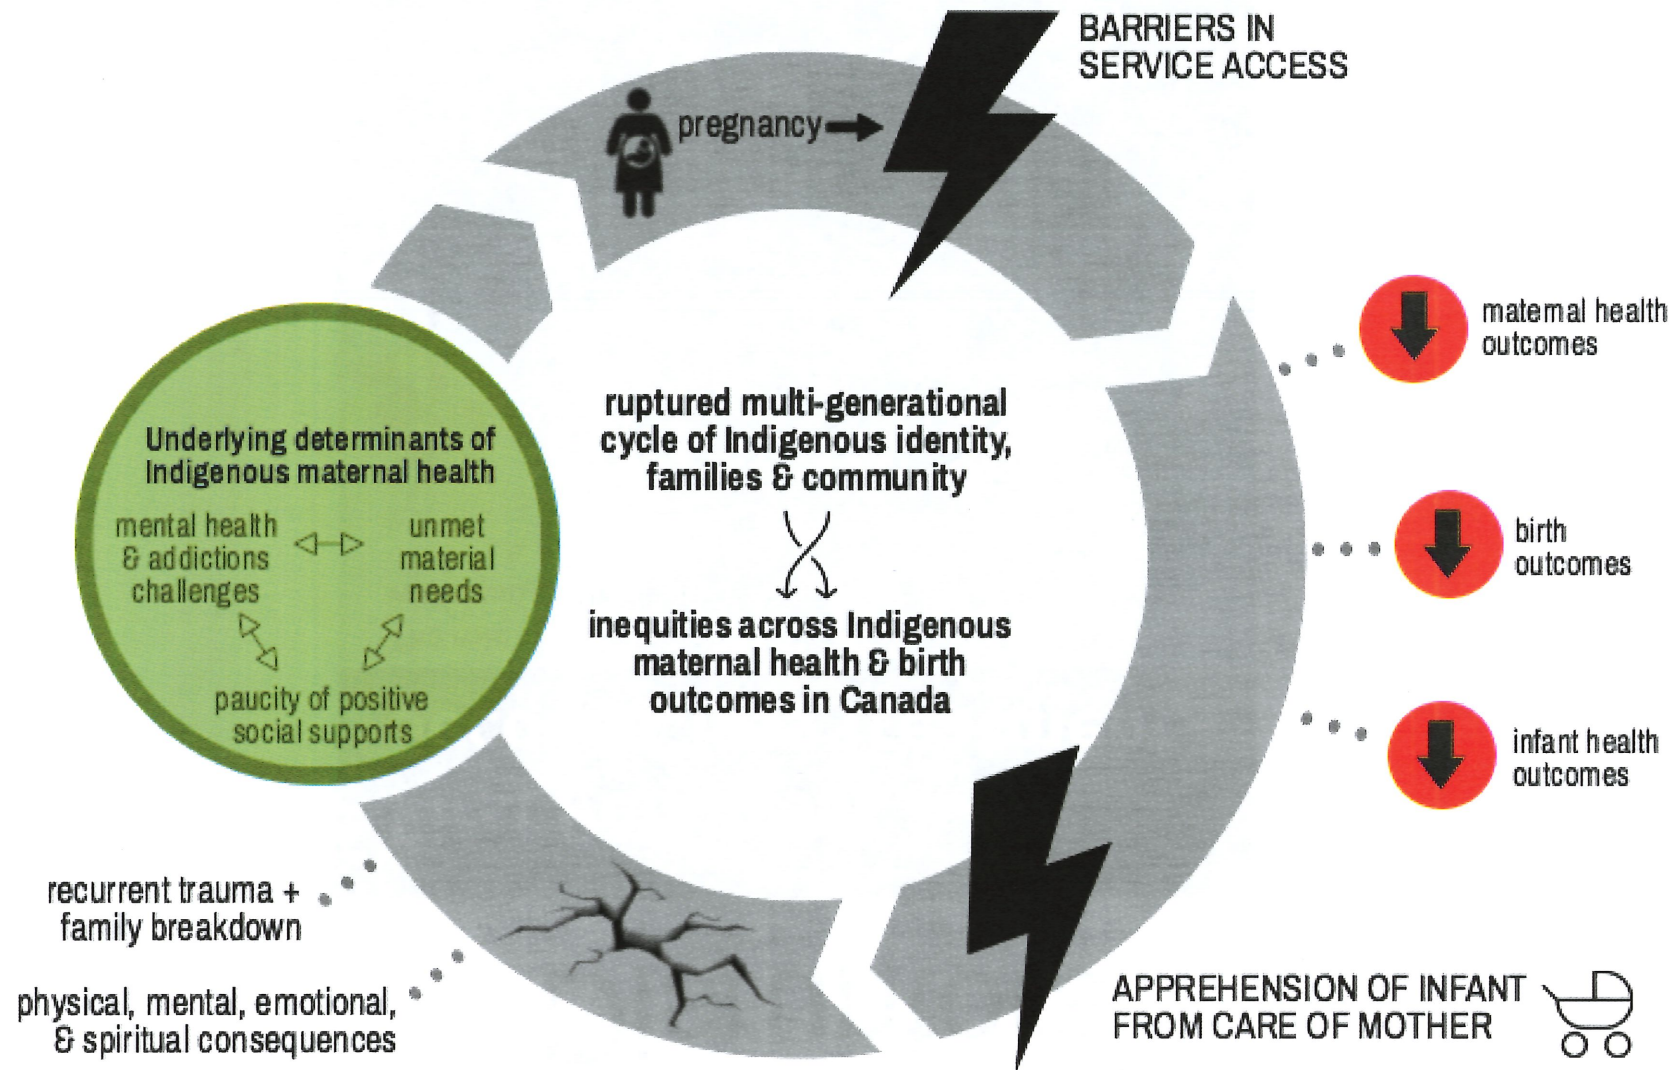 BARRIERS IN
SERVICE ACCESS
pregnancy
maternal health
outcomes
ruptured multi-generational
cycle of Indigenous identity,
families & community
Underlying determinants of
Indigenous maternal health
mental health
& addictions
challenges
unmet
material
needs
paucity of positive
social supports
inequities across Indigenous
maternal health & birth
outcomes in Canada
birth
outcomes
infant health
outcomes
recurrent trauma +
family breakdown
physical, mental, emotional,
& spiritual consequences
APPREHENSION OF INFANT
FROM CARE OF MOTHER